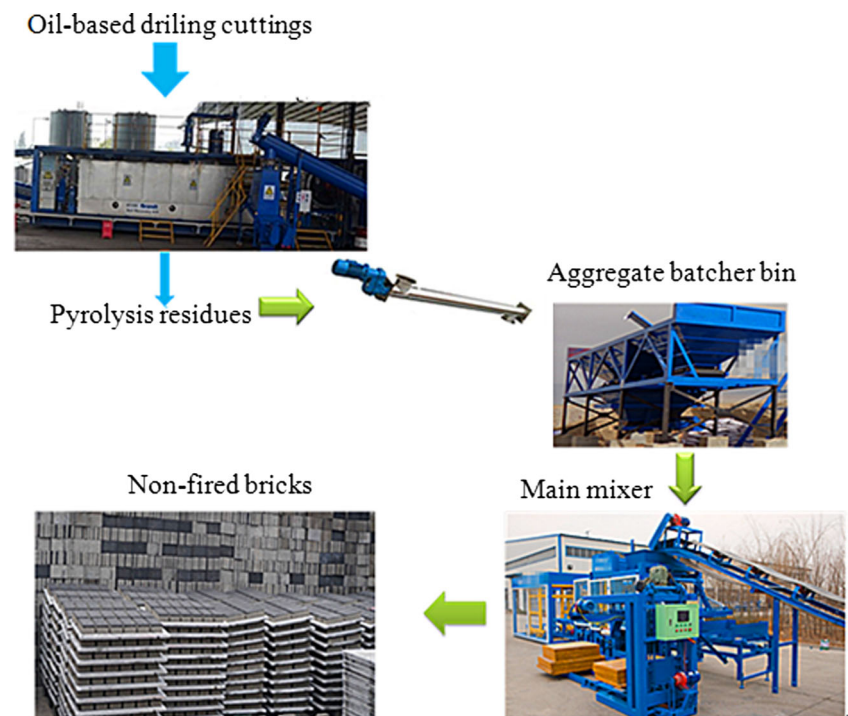 Oil-based driling cuttings
Pyrolysis residues
Aggregate batcher bin
Main mixer
Non-fired bricks